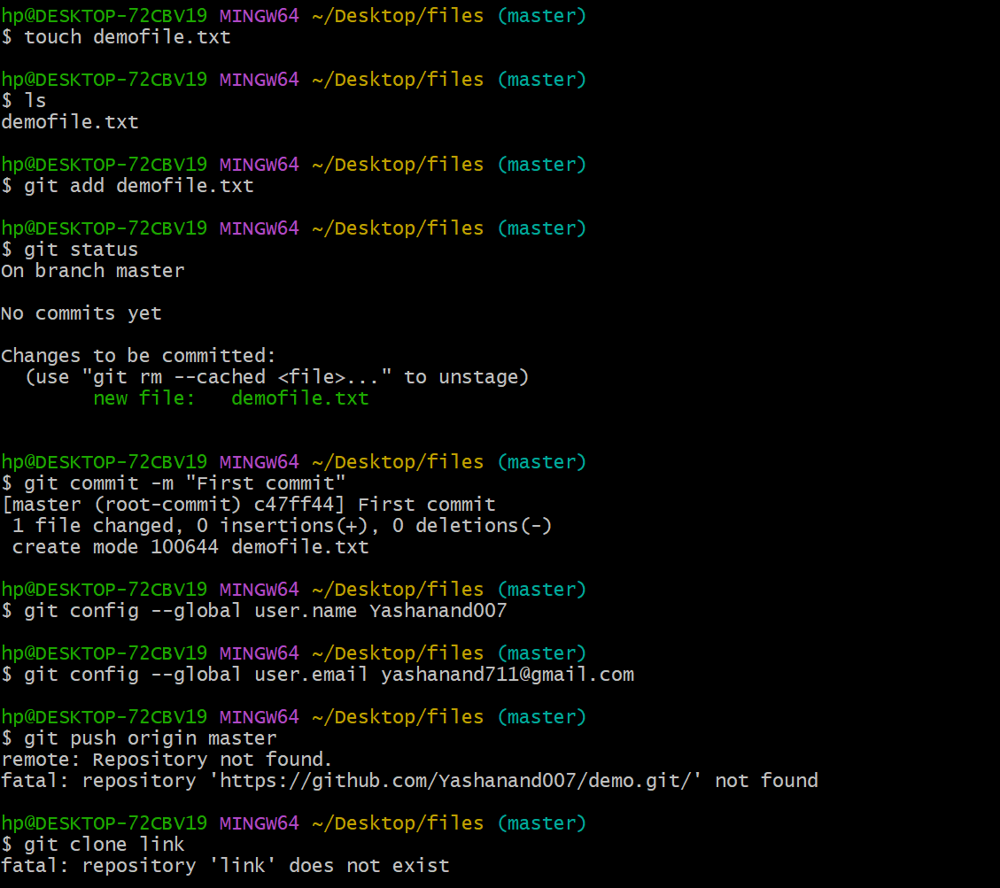 hp@DESKTOP-72CBV19 MINGW64 ~/Desktop/files (master)
$ touch demofile.txt
hp@DESKTOP-72CBV19 MINGW64 ~/Desktop/files (master)
$ ls
demofile.txt
hp@DESKTOP-72CBV19 MINGW64 ~/Desktop/files (master)
$ git add demofile.txt
hp@DESKTOP-72CBV19 MINGW64 ~/Desktop/files (master)
$ git status
On branch master
No commits yet
Changes to be committed:
  (use "git rm --cached <file>..." to unstage)
        new file:   demofile.txt
hp@DESKTOP-72CBV19 MINGW64 ~/Desktop/files (master)
$ git commit -m "First commit"
[master (root-commit) c47ff44] First commit
 1 file changed, 0 insertions(+), 0 deletions(-)
 create mode 100644 demofile.txt
hp@DESKTOP-72CBV19 MINGW64 ~/Desktop/files (master)
$ git config --global user.name Yashanand007
hp@DESKTOP-72CBV19 MINGW64 ~/Desktop/files (master)
$ git config --global user.email yashanand711@gmail.com
hp@DESKTOP-72CBV19 MINGW64 ~/Desktop/files (master)
$ git push origin master
remote: Repository not found.
fatal: repository 'https://github.com/Yashanand007/demo.git/' not found
hp@DESKTOP-72CBV19 MINGW64 ~/Desktop/files (master)
$ git clone link
fatal: repository 'link' does not exist